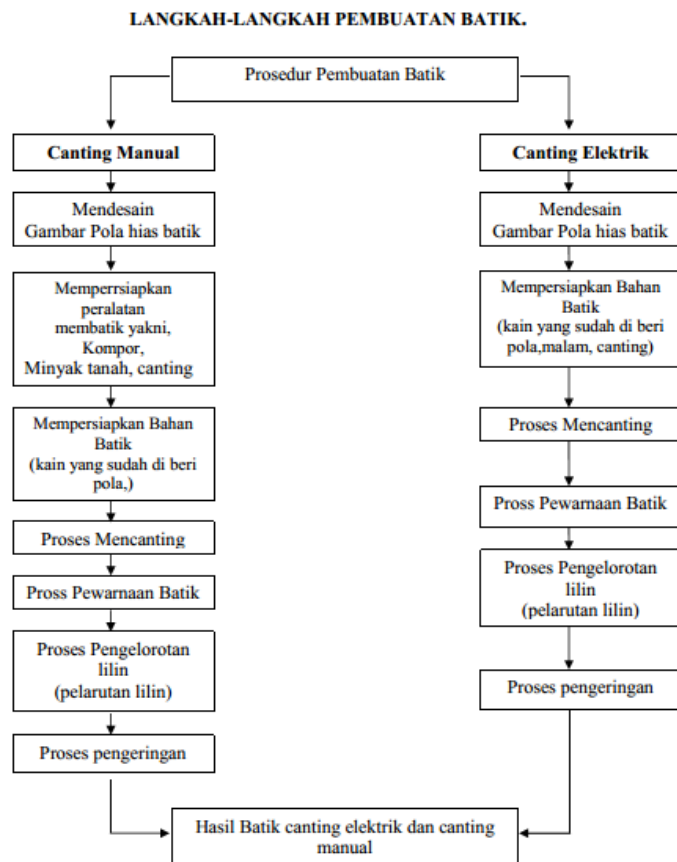 LANGKAH-LANGKAH PEMBUATAN BATIK.
Prosedur Pembuatan Batik
Canting Manual
Mendesain
Gambar Pola hias batik
Memperrsiapkan
peralatan
membatik yakni,
Kompor,
Minyak tanah, canting
Mempersiapkan Bahan
Batik
(kain yang sudah di beri
pola,)
Proses Mencanting
Pross Pewarnaan Batik
Proses Pengelorotan
lilin
(pelarutan lilin)
Proses pengeringan
Canting Elektrik
Mendesain
Gambar Pola hias batik
Mempersiapkan Bahan
Batik
(kain yang sudah di beri
pola,malam, canting)
Proses Mencanting
Pross Pewarnaan Batik
Proses Pengelorotan
lilin
(pelarutan lilin)
Proses pengeringan
Hasil Batik canting elektrik dan canting
manual